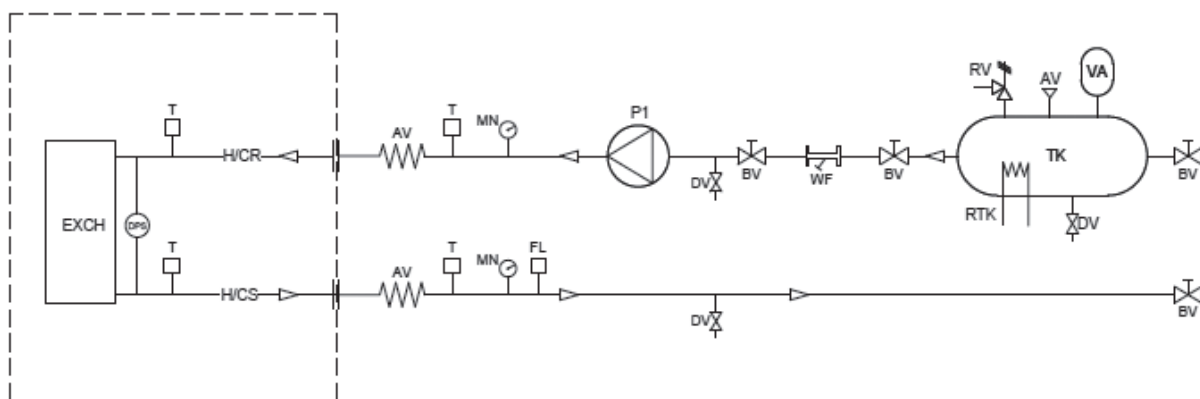 RV
AV
VA
T
AV
T
MN
P1
H/CR
TK
BV
WF
BV
BV
DV
RTK
DV
EXCH
DPS
T
AV
T
MN
FL
H/CS
DV
BV